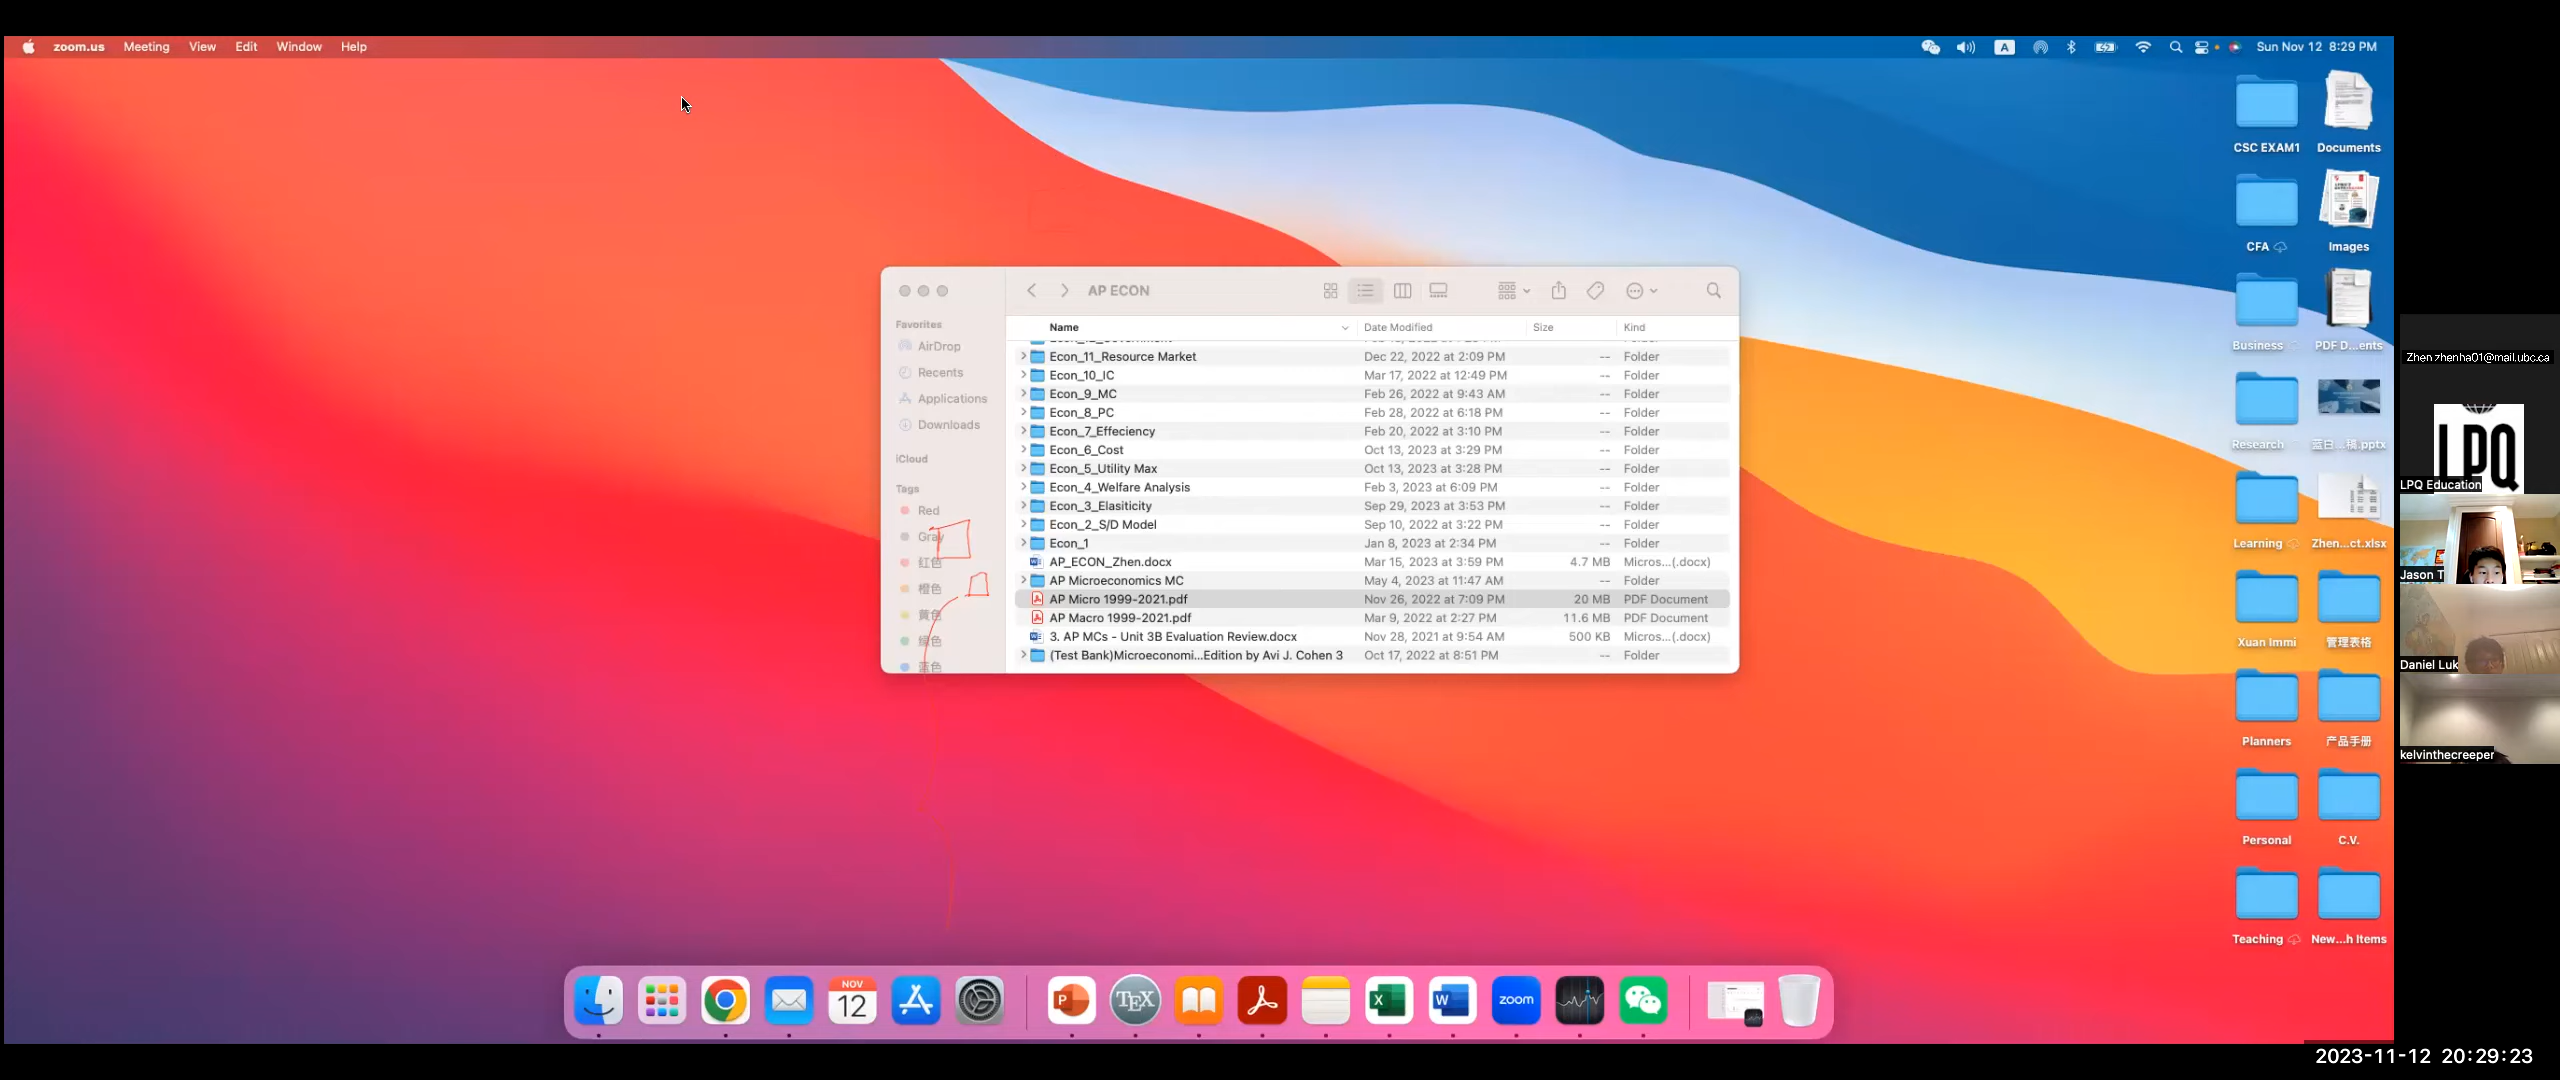 zoom.us Meeting View Edit Window Help
A Sun Nov 12 8:29 PM
CSC EXAM1 Documents
CFA Images
Business PDF D...ents
Research 蓝白...稿.pptx
Learning Zhen...ct.xlsx
Xuan Immi 管理表格
Planners 产品手册
Personal C.V.
Teaching New...h Items
AP ECON
Favorites
AirDrop
Recents
Applications
Downloads
iCloud
Tags
Red
Gray
红色
橙色
黄色
绿色
蓝色
Name Date Modified Size Kind
Econ_11_Resource Market Dec 22, 2022 at 2:09 PM -- Folder
Econ_10_IC Mar 17, 2022 at 12:49 PM -- Folder
Econ_9_MC Feb 26, 2022 at 9:43 AM -- Folder
Econ_8_PC Feb 28, 2022 at 6:18 PM -- Folder
Econ_7_Effeciency Feb 20, 2022 at 3:10 PM -- Folder
Econ_6_Cost Oct 13, 2023 at 3:29 PM -- Folder
Econ_5_Utility Max Oct 13, 2023 at 3:28 PM -- Folder
Econ_4_Welfare Analysis Feb 3, 2023 at 6:09 PM -- Folder
Econ_3_Elasiticity Sep 29, 2023 at 3:53 PM -- Folder
Econ_2_S/D Model Sep 10, 2022 at 3:22 PM -- Folder
Econ_1 Jan 8, 2023 at 2:34 PM -- Folder
AP_ECON_Zhen.docx Mar 15, 2023 at 3:59 PM 4.7 MB Micros...(.docx)
AP Microeconomics MC May 4, 2023 at 11:47 AM -- Folder
AP Micro 1999-2021.pdf Nov 26, 2022 at 7:09 PM 20 MB PDF Document
AP Macro 1999-2021.pdf Mar 9, 2022 at 2:27 PM 11.6 MB PDF Document
3. AP MCs - Unit 3B Evaluation Review.docx Nov 28, 2021 at 9:54 AM 500 KB Micros...(.docx)
(Test Bank)Microeconomi...Edition by Avi J. Cohen 3 Oct 17, 2022 at 8:51 PM -- Folder
NOV
12
P
TEX
X
W
zoom
Zhen zhenha01@mail.ubc.ca
LPQ
LPQ Education
Jason T
Daniel Luk
kelvinthecreeper
2023-11-12 20:29:23